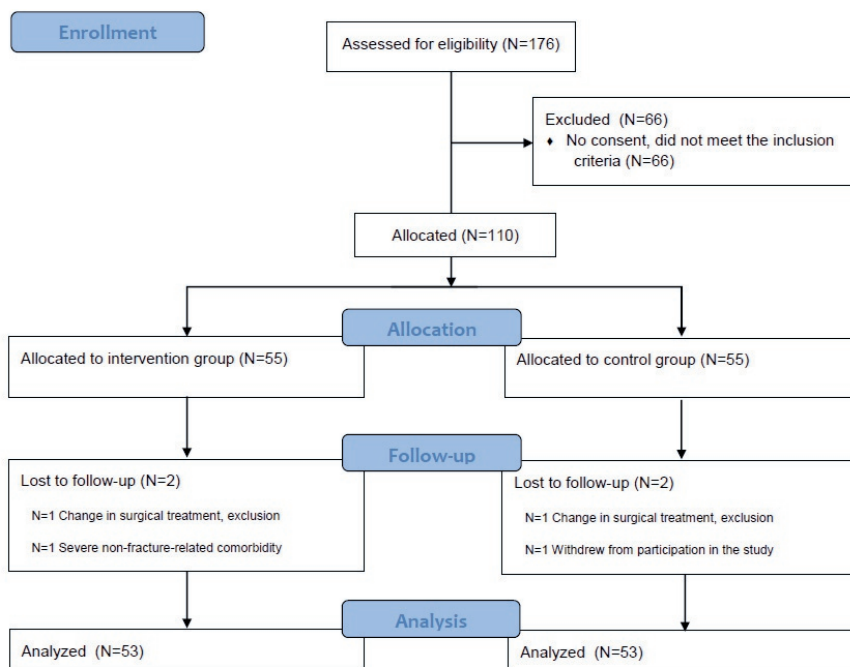 Enrollment
Assessed for eligibility (N=176)
Excluded (N=66)
♦ No consent, did not meet the inclusion
criteria (N=66)
Allocated (N=110)
Allocation
Allocated to intervention group (N=55)
Allocated to control group (N=55)
Follow-up
Lost to follow-up (N=2)
N=1 Change in surgical treatment, exclusion
N=1 Severe non-fracture-related comorbidity
Lost to follow-up (N=2)
N=1 Change in surgical treatment, exclusion
N=1 Withdrew from participation in the study
Analysis
Analyzed (N=53)
Analyzed (N=53)